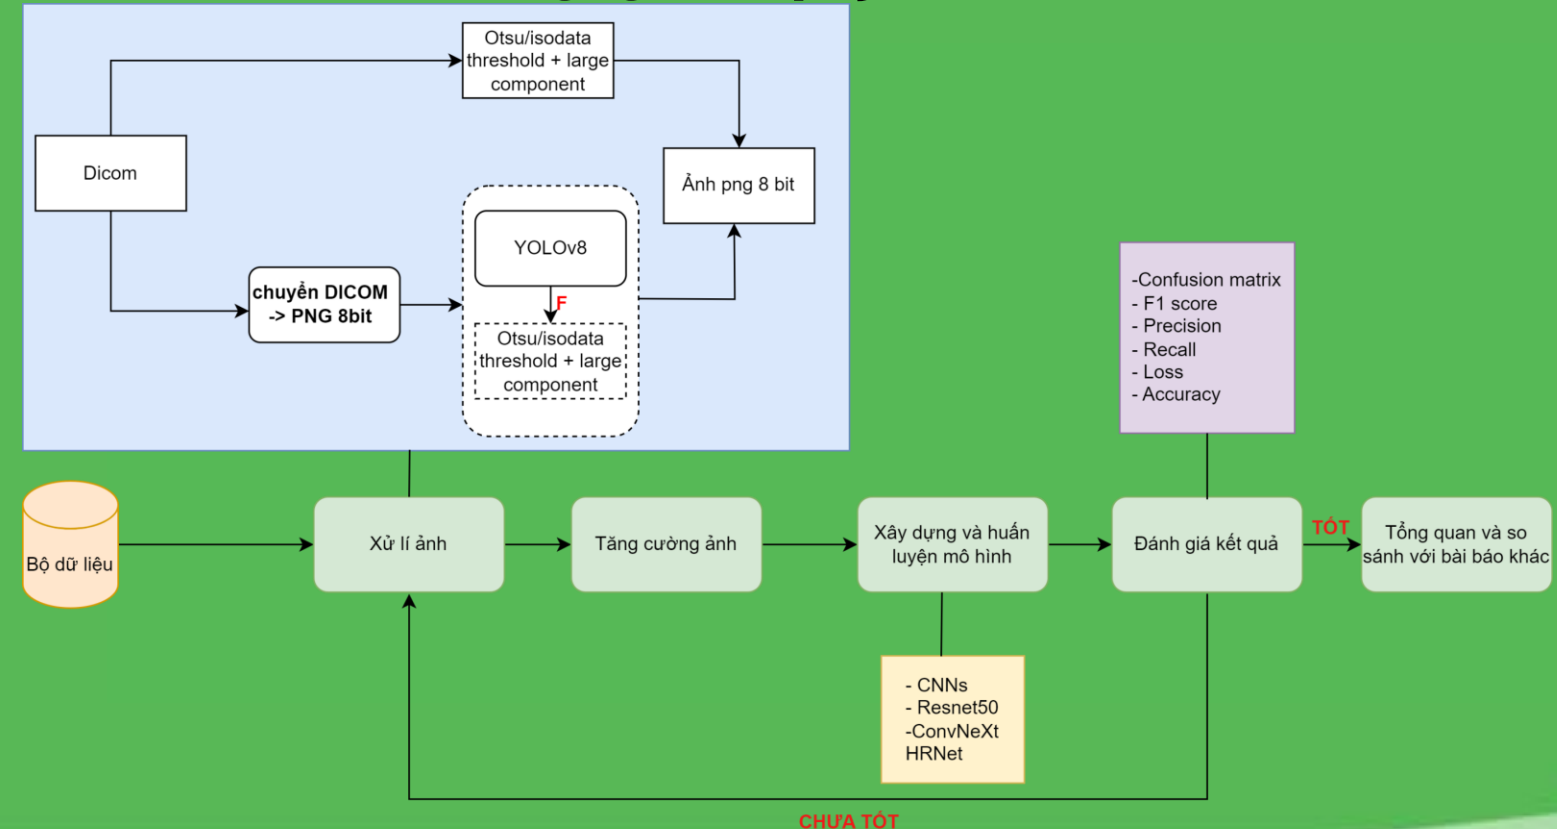 Otsu/isodata
threshold + large
component
Dicom
Ảnh png 8 bit
YOLOv8
chuyển DICOM
-> PNG 8bit
F
Otsu/isodata
threshold + large
component
-Confusion matrix
- F1 score
- Precision
- Recall
- Loss
- Accuracy
Bộ dữ liệu
Xử lí ảnh
Tăng cường ảnh
Xây dựng và huấn
luyện mô hình
Đánh giá kết quả
TỐT
Tổng quan và so
sánh với bài báo khác
- CNNs
- Resnet50
-ConvNeXt
HRNet
CHƯA TỐT